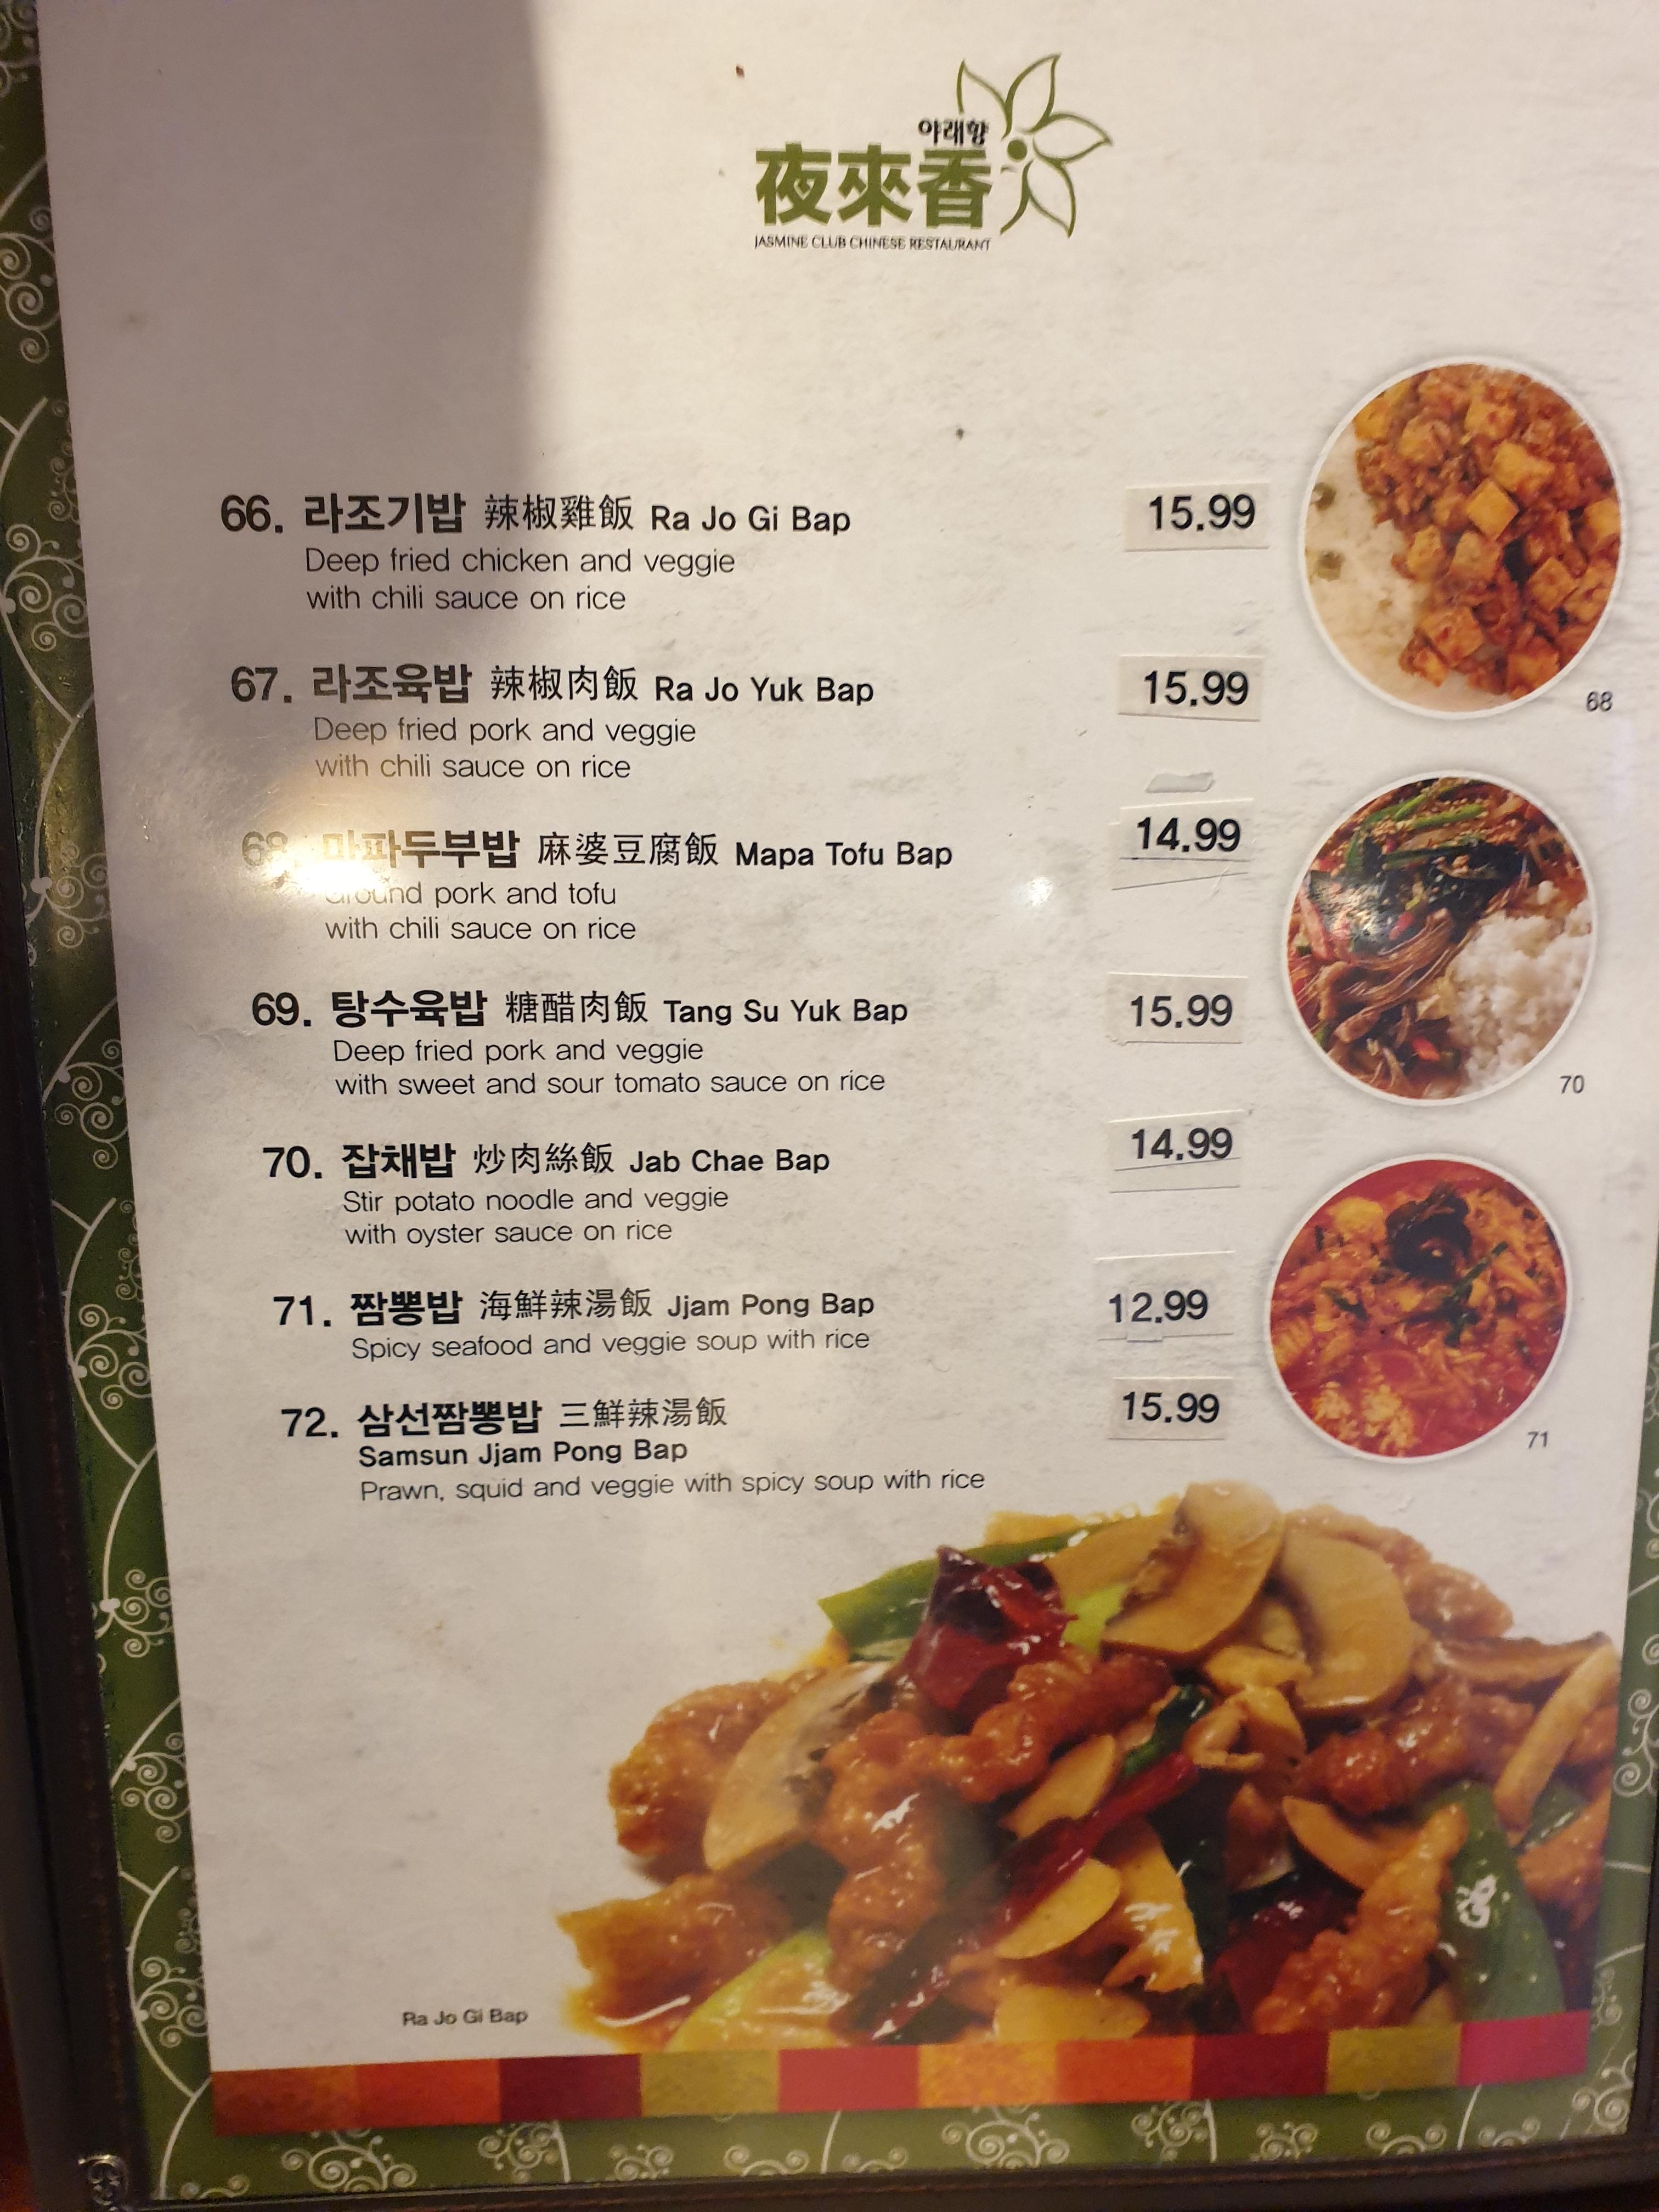 야래향
夜來香
JASMINE CLUB CHINESE RESTAURANT
66. 라조기밥 辣椒雞飯 Ra Jo Gi Bap 15.99
Deep fried chicken and veggie
with chili sauce on rice
67. 라조육밥 辣椒肉飯 Ra Jo Yuk Bap 15.99
Deep fried pork and veggie
with chili sauce on rice
68. 마파두부밥 麻婆豆腐飯 Mapa Tofu Bap 14.99
Ground pork and tofu
with chili sauce on rice
68
69. 탕수육밥 糖醋肉飯 Tang Su Yuk Bap 15.99
Deep fried pork and veggie
with sweet and sour tomato sauce on rice
70
70. 잡채밥 炒肉絲飯 Jab Chae Bap 14.99
Stir potato noodle and veggie
with oyster sauce on rice
71. 짬뽕밥 海鮮辣湯飯 Jjam Pong Bap 12.99
Spicy seafood and veggie soup with rice
72. 삼선짬뽕밥 三鮮辣湯飯 15.99
Samsun Jjam Pong Bap
Prawn, squid and veggie with spicy soup with rice
71
Ra Jo Gi Bap